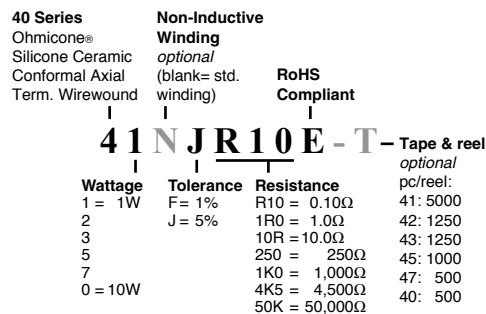 40 Series
Ohmicone®
Silicone Ceramic
Conformal Axial
Term. Wirewound
Non-Inductive
Winding
optional
(blank= std.
winding)
RoHS
Compliant
41NJR10E-T
Tape & reel
optional
pc/reel:
41: 5000
42: 1250
43: 1250
45: 1000
47: 500
40: 500
Wattage
1 = 1W
2
3
5
7
0 = 10W
Tolerance
F= 1%
J= 5%
Resistance
R10 = 0.10Ω
1R0 = 1.0Ω
10R =10.0Ω
250 = 250Ω
1K0 = 1,000Ω
4K5 = 4,500Ω
50K = 50,000Ω